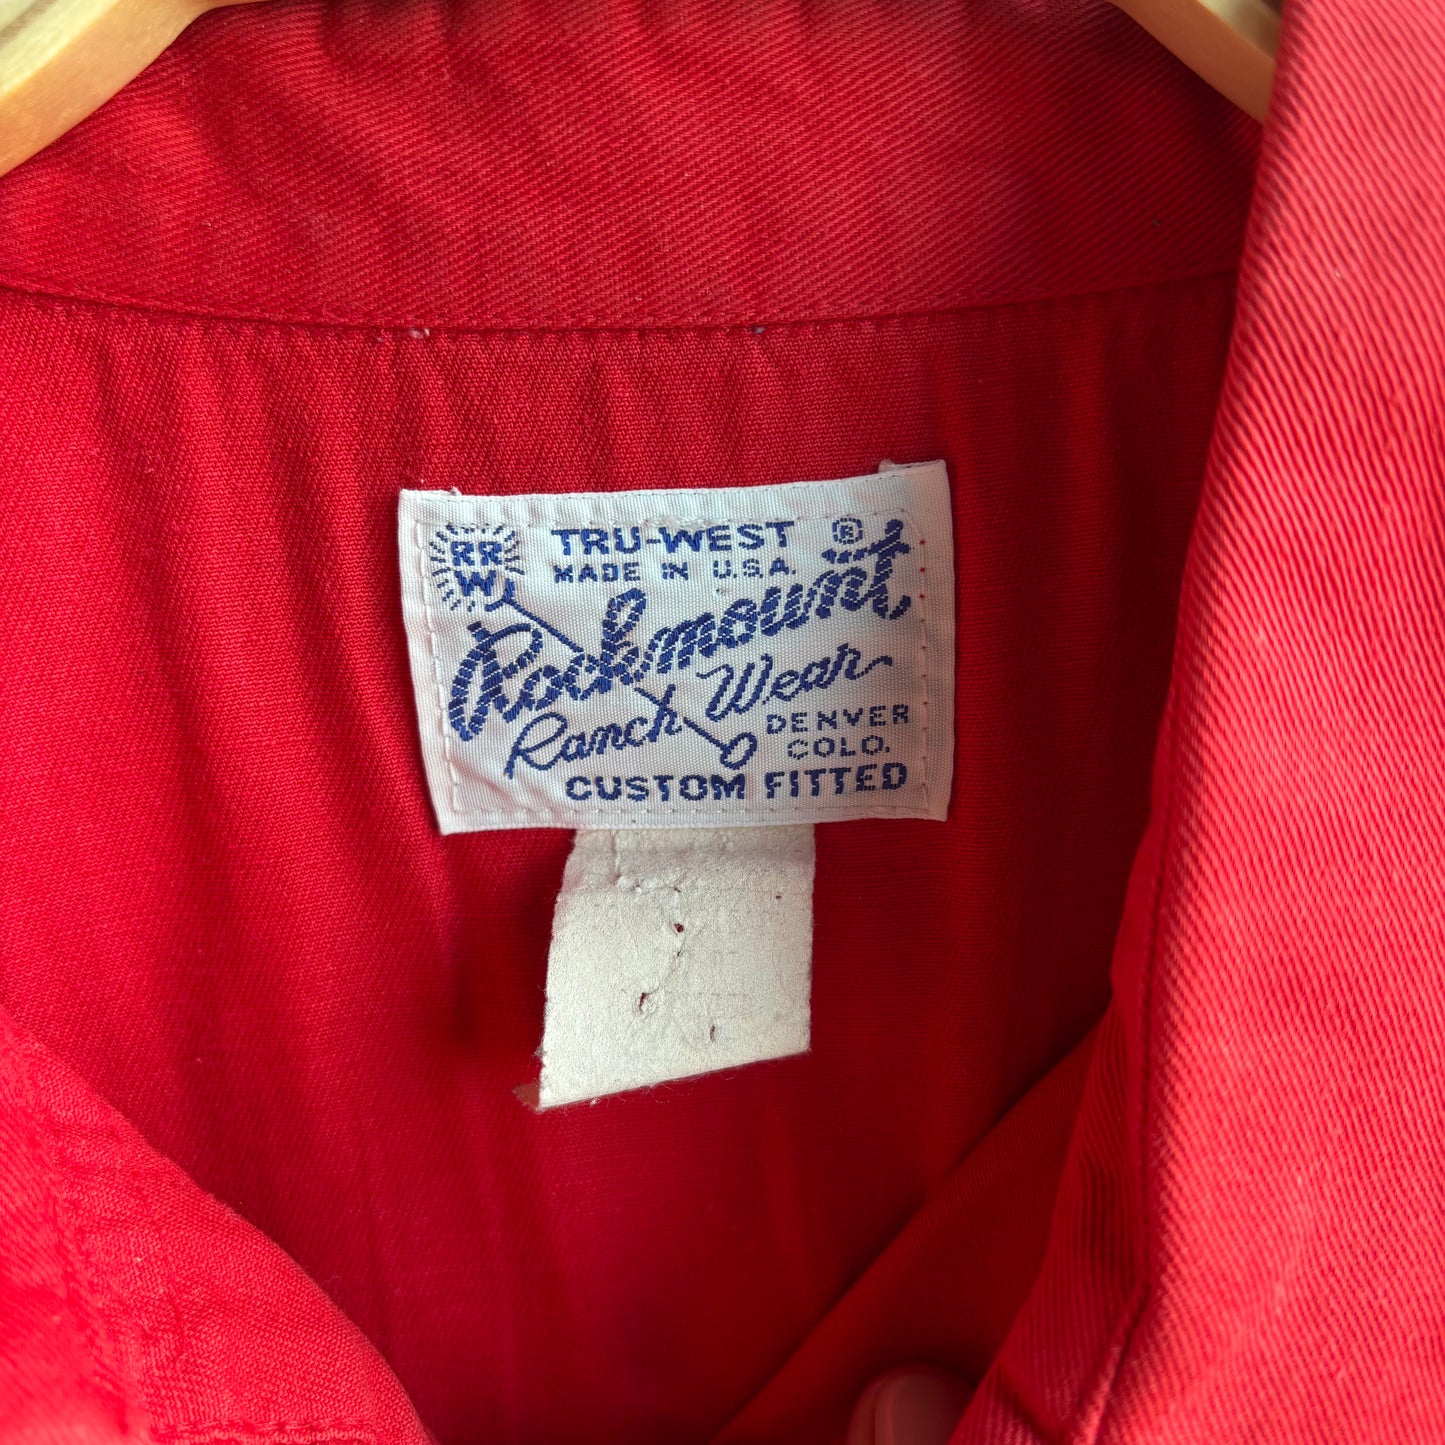 RR
W
TRU-WEST ®
MADE IN U.S.A.
Rockmount
Ranch Wear
DENVER
COLO.
CUSTOM FITTED